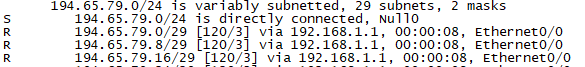 194.65.79.0/24 is variably subnetted, 29 subnets, 2 masks
S 194.65.79.0/24 is directly connected, Null0
R 194.65.79.0/29 [120/3] via 192.168.1.1, 00:00:08, Ethernet0/0
R 194.65.79.8/29 [120/3] via 192.168.1.1, 00:00:08, Ethernet0/0
R 194.65.79.16/29 [120/3] via 192.168.1.1, 00:00:08, Ethernet0/0